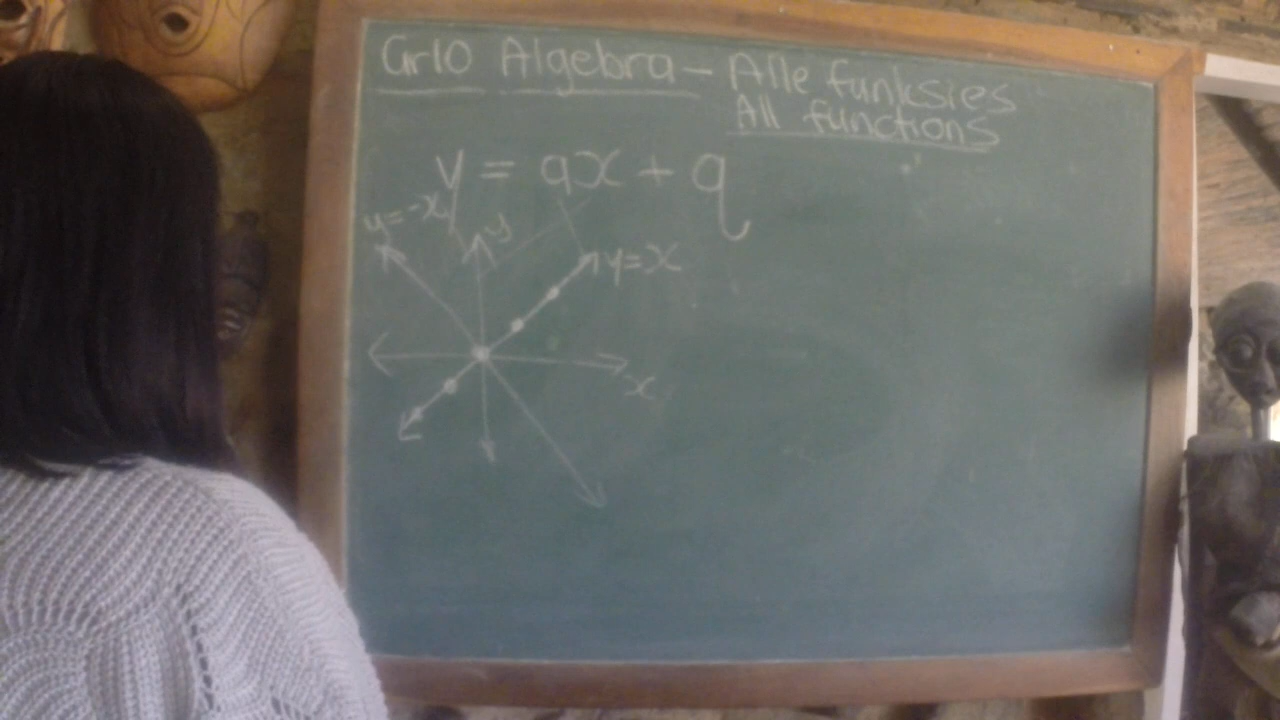 Gr10 Algebra - Alle funksies
All functions
y = ax + q
y=-x
y
y=x
x